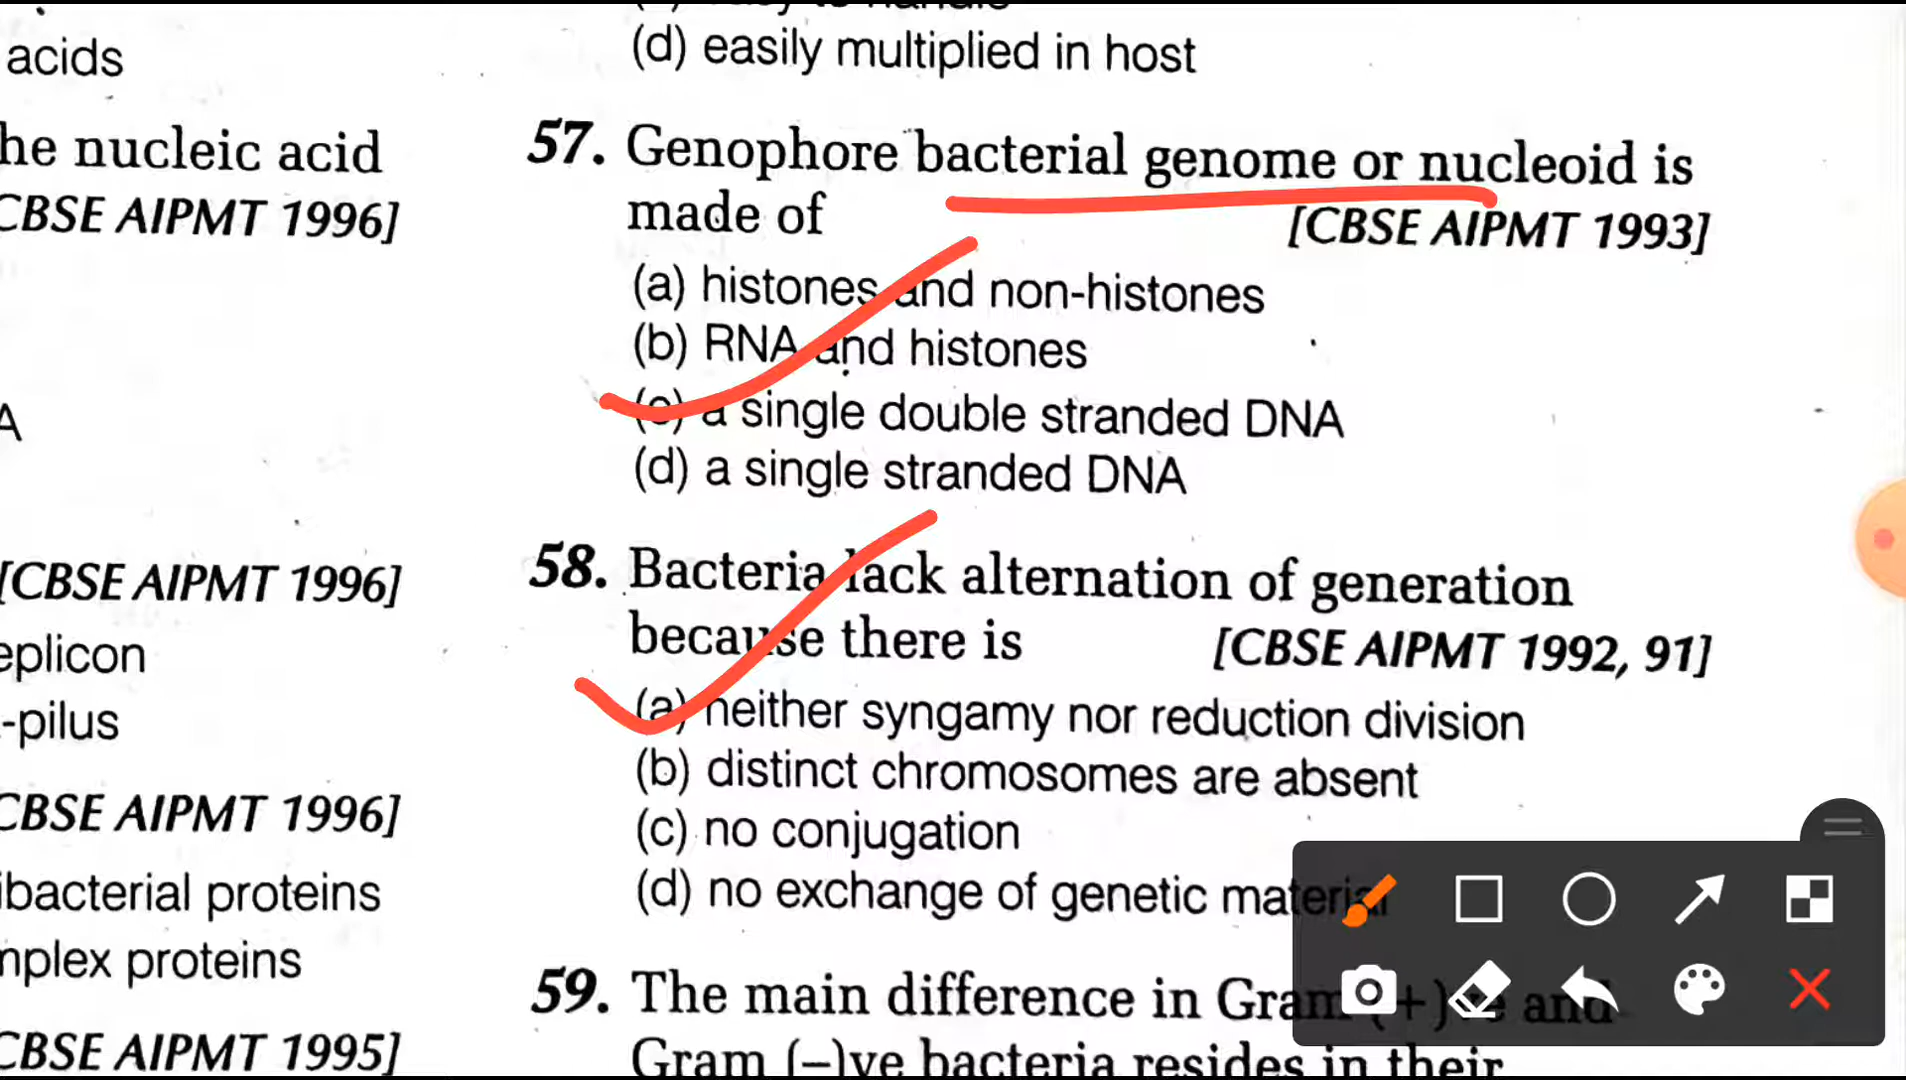 acids
he nucleic acid
CBSE AIPMT 1996]
A
[CBSE AIPMT 1996]
eplicon
-pilus
CBSE AIPMT 1996]
ibacterial proteins
mplex proteins
CBSE AIPMT 1995]
(d) easily multiplied in host
57. Genophore bacterial genome or nucleoid is
made of [CBSE AIPMT 1993]
(a) histones and non-histones
(b) RNA and histones
(c) a single double stranded DNA
(d) a single stranded DNA
58. Bacteria lack alternation of generation
because there is [CBSE AIPMT 1992, 91]
(a) neither syngamy nor reduction division
(b) distinct chromosomes are absent
(c) no conjugation
(d) no exchange of genetic material
59. The main difference in Gram (+)ve and
Gram (–)ve bacteria resides in their